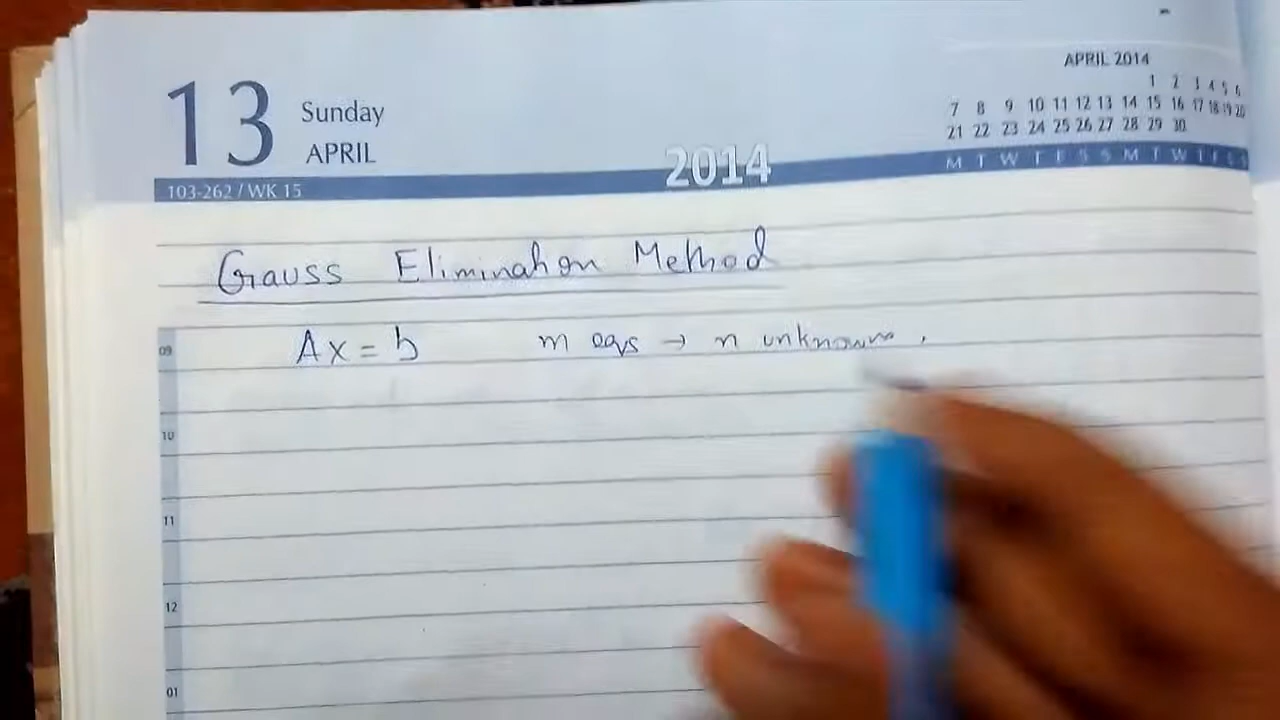 APRIL 2014
1 2 3 4 5 6
13 Sunday
7 8 9 10 11 12 13 14 15 16 17 18 19 20
APRIL
21 22 23 24 25 26 27 28 29 30
2014
M T W T F S S M T W T F S S
103-262 / WK 15
Gauss Elimination Method
09
Ax = b m eqs → n unknowns.
10
11
12
01